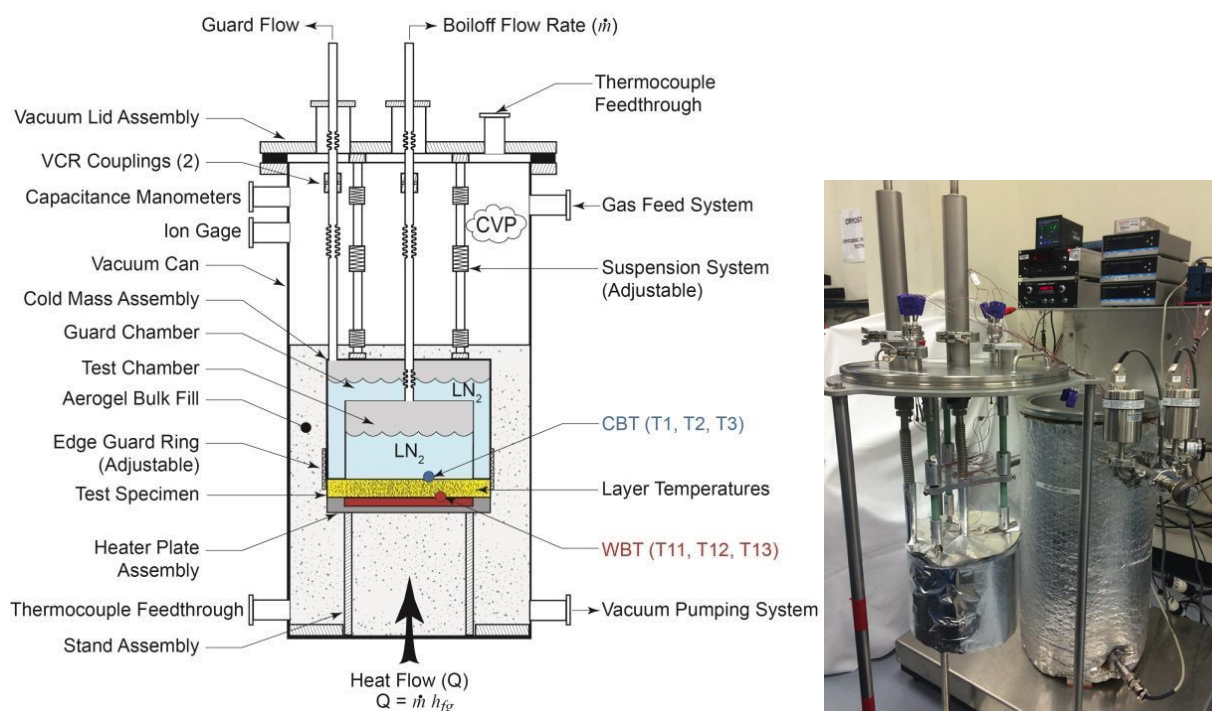 Guard Flow
Boiloff Flow Rate (ṁ)
Thermocouple
Feedthrough
Vacuum Lid Assembly
VCR Couplings (2)
Capacitance Manometers
Ion Gage
Vacuum Can
Cold Mass Assembly
Guard Chamber
Test Chamber
Aerogel Bulk Fill
Edge Guard Ring
(Adjustable)
Test Specimen
Heater Plate
Assembly
Thermocouple Feedthrough
Stand Assembly
CVP
LN₂
LN₂
Gas Feed System
Suspension System
(Adjustable)
CBT (T1, T2, T3)
Layer Temperatures
WBT (T11, T12, T13)
Vacuum Pumping System
Heat Flow (Q)
Q = ṁ h_fg
CRYOST